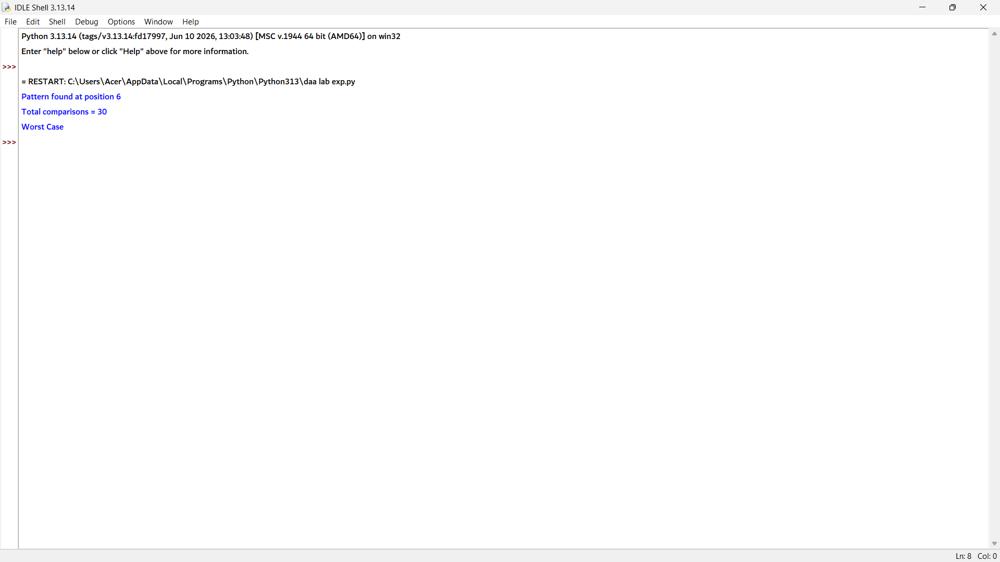 IDLE Shell 3.13.14
File Edit Shell Debug Options Window Help
Python 3.13.14 (tags/v3.13.14:fd17997, Jun 10 2026, 13:03:48) [MSC v.1944 64 bit (AMD64)] on win32
Enter "help" below or click "Help" above for more information.
>>>
= RESTART: C:\Users\Acer\AppData\Local\Programs\Python\Python313\daa lab exp.py
Pattern found at position 6
Total comparisons = 30
Worst Case
>>>
Ln: 8 Col: 0